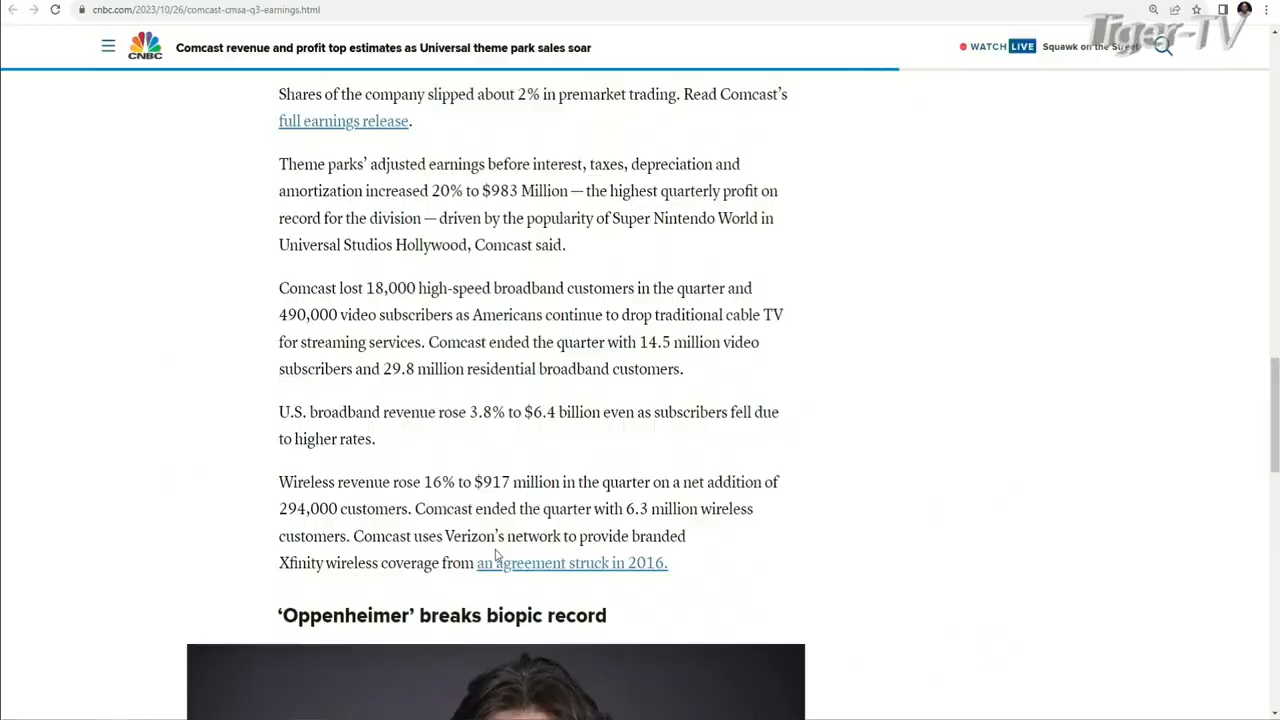 cnbc.com/2023/10/26/comcast-cmsa-q3-earnings.html
Tiger-TV
CNBC
Comcast revenue and profit top estimates as Universal theme park sales soar
WATCH LIVE Squawk on the Street
Shares of the company slipped about 2% in premarket trading. Read Comcast’s
full earnings release.
Theme parks’ adjusted earnings before interest, taxes, depreciation and
amortization increased 20% to $983 Million — the highest quarterly profit on
record for the division — driven by the popularity of Super Nintendo World in
Universal Studios Hollywood, Comcast said.
Comcast lost 18,000 high-speed broadband customers in the quarter and
490,000 video subscribers as Americans continue to drop traditional cable TV
for streaming services. Comcast ended the quarter with 14.5 million video
subscribers and 29.8 million residential broadband customers.
U.S. broadband revenue rose 3.8% to $6.4 billion even as subscribers fell due
to higher rates.
Wireless revenue rose 16% to $917 million in the quarter on a net addition of
294,000 customers. Comcast ended the quarter with 6.3 million wireless
customers. Comcast uses Verizon’s network to provide branded
Xfinity wireless coverage from an agreement struck in 2016.
‘Oppenheimer’ breaks biopic record